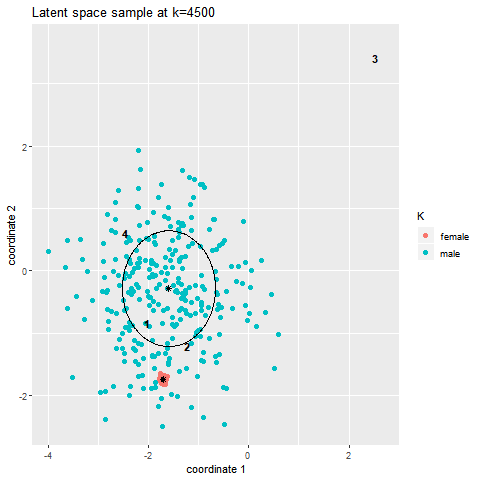 Latent space sample at k=4500
3
2
4
0
1
2
-2
-4
-2
0
2
coordinate 1
coordinate 2
K
female
male